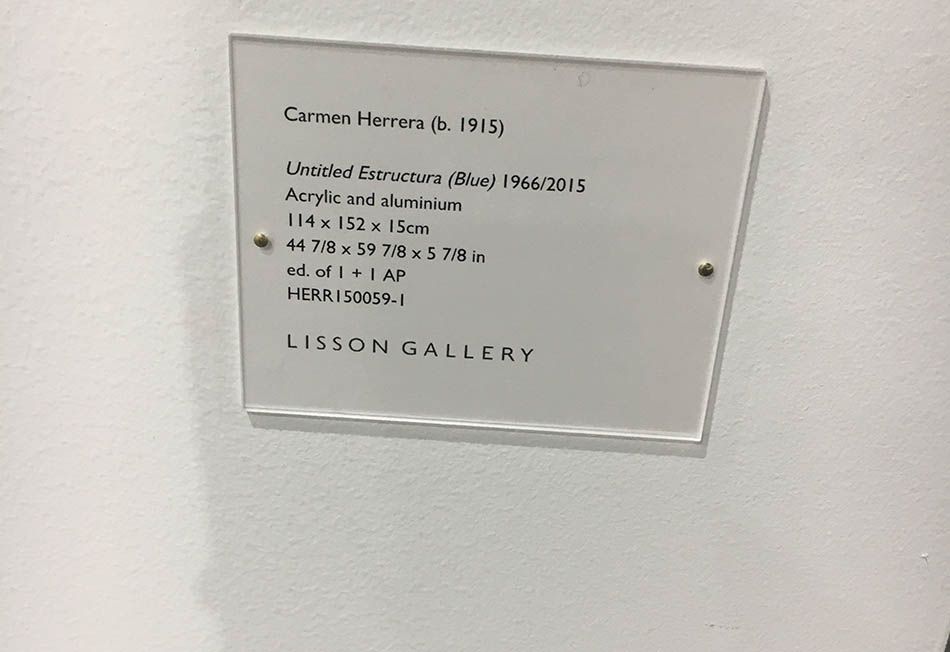 Carmen Herrera (b. 1915)
Untitled Estructura (Blue) 1966/2015
Acrylic and aluminium
114 x 152 x 15cm
44 7/8 x 59 7/8 x 5 7/8 in
ed. of 1 + 1 AP
HERR150059-1
LISSON GALLERY